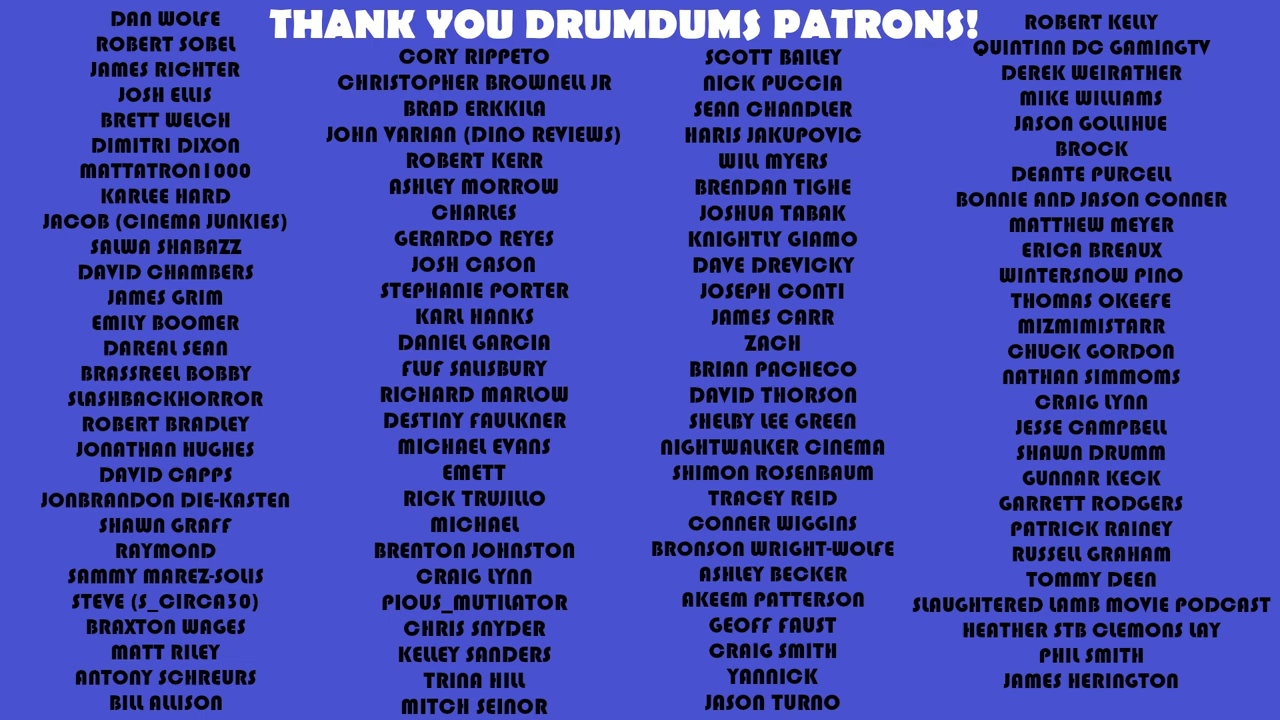 THANK YOU DRUMDUMS PATRONS!
DAN WOLFE
ROBERT SOBEL
JAMES RICHTER
JOSH ELLIS
BRETT WELCH
DIMITRI DIXON
MATTATRON1000
KARLEE HARD
JACOB (CINEMA JUNKIES)
SALWA SHABAZZ
DAVID CHAMBERS
JAMES GRIM
EMILY BOOMER
DAREAL SEAN
BRASSREEL BOBBY
SLASHBACKHORROR
ROBERT BRADLEY
JONATHAN HUGHES
DAVID CAPPS
JONBRANDON DIE-KASTEN
SHAWN GRAFF
RAYMOND
SAMMY MAREZ-SOLIS
STEVE (S_CIRCA30)
BRAXTON WAGES
MATT RILEY
ANTONY SCHREURS
BILL ALLISON
CORY RIPPETO
CHRISTOPHER BROWNELL JR
BRAD ERKKILA
JOHN VARIAN (DINO REVIEWS)
ROBERT KERR
ASHLEY MORROW
CHARLES
GERARDO REYES
JOSH CASON
STEPHANIE PORTER
KARL HANKS
DANIEL GARCIA
FLUF SALISBURY
RICHARD MARLOW
DESTINY FAULKNER
MICHAEL EVANS
EMETT
RICK TRUJILLO
MICHAEL
BRENTON JOHNSTON
CRAIG LYNN
PIOUS_MUTILATOR
CHRIS SNYDER
KELLEY SANDERS
TRINA HILL
MITCH SEINOR
SCOTT BAILEY
NICK PUCCIA
SEAN CHANDLER
HARIS JAKUPOVIC
WILL MYERS
BRENDAN TIGHE
JOSHUA TABAK
KNIGHTLY GIAMO
DAVE DREVICKY
JOSEPH CONTI
JAMES CARR
ZACH
BRIAN PACHECO
DAVID THORSON
SHELBY LEE GREEN
NIGHTWALKER CINEMA
SHIMON ROSENBAUM
TRACEY REID
CONNER WIGGINS
BRONSON WRIGHT-WOLFE
ASHLEY BECKER
AKEEM PATTERSON
GEOFF FAUST
CRAIG SMITH
YANNICK
JASON TURNO
ROBERT KELLY
QUINTINN DC GAMINGTV
DEREK WEIRATHER
MIKE WILLIAMS
JASON GOLLIHUE
BROCK
DEANTE PURCELL
BONNIE AND JASON CONNER
MATTHEW MEYER
ERICA BREAUX
WINTERSNOW PINO
THOMAS OKEEFE
MIZMIMISTARR
CHUCK GORDON
NATHAN SIMMOMS
CRAIG LYNN
JESSE CAMPBELL
SHAWN DRUMM
GUNNAR KECK
GARRETT RODGERS
PATRICK RAINEY
RUSSELL GRAHAM
TOMMY DEEN
SLAUGHTERED LAMB MOVIE PODCAST
HEATHER STB CLEMONS LAY
PHIL SMITH
JAMES HERINGTON